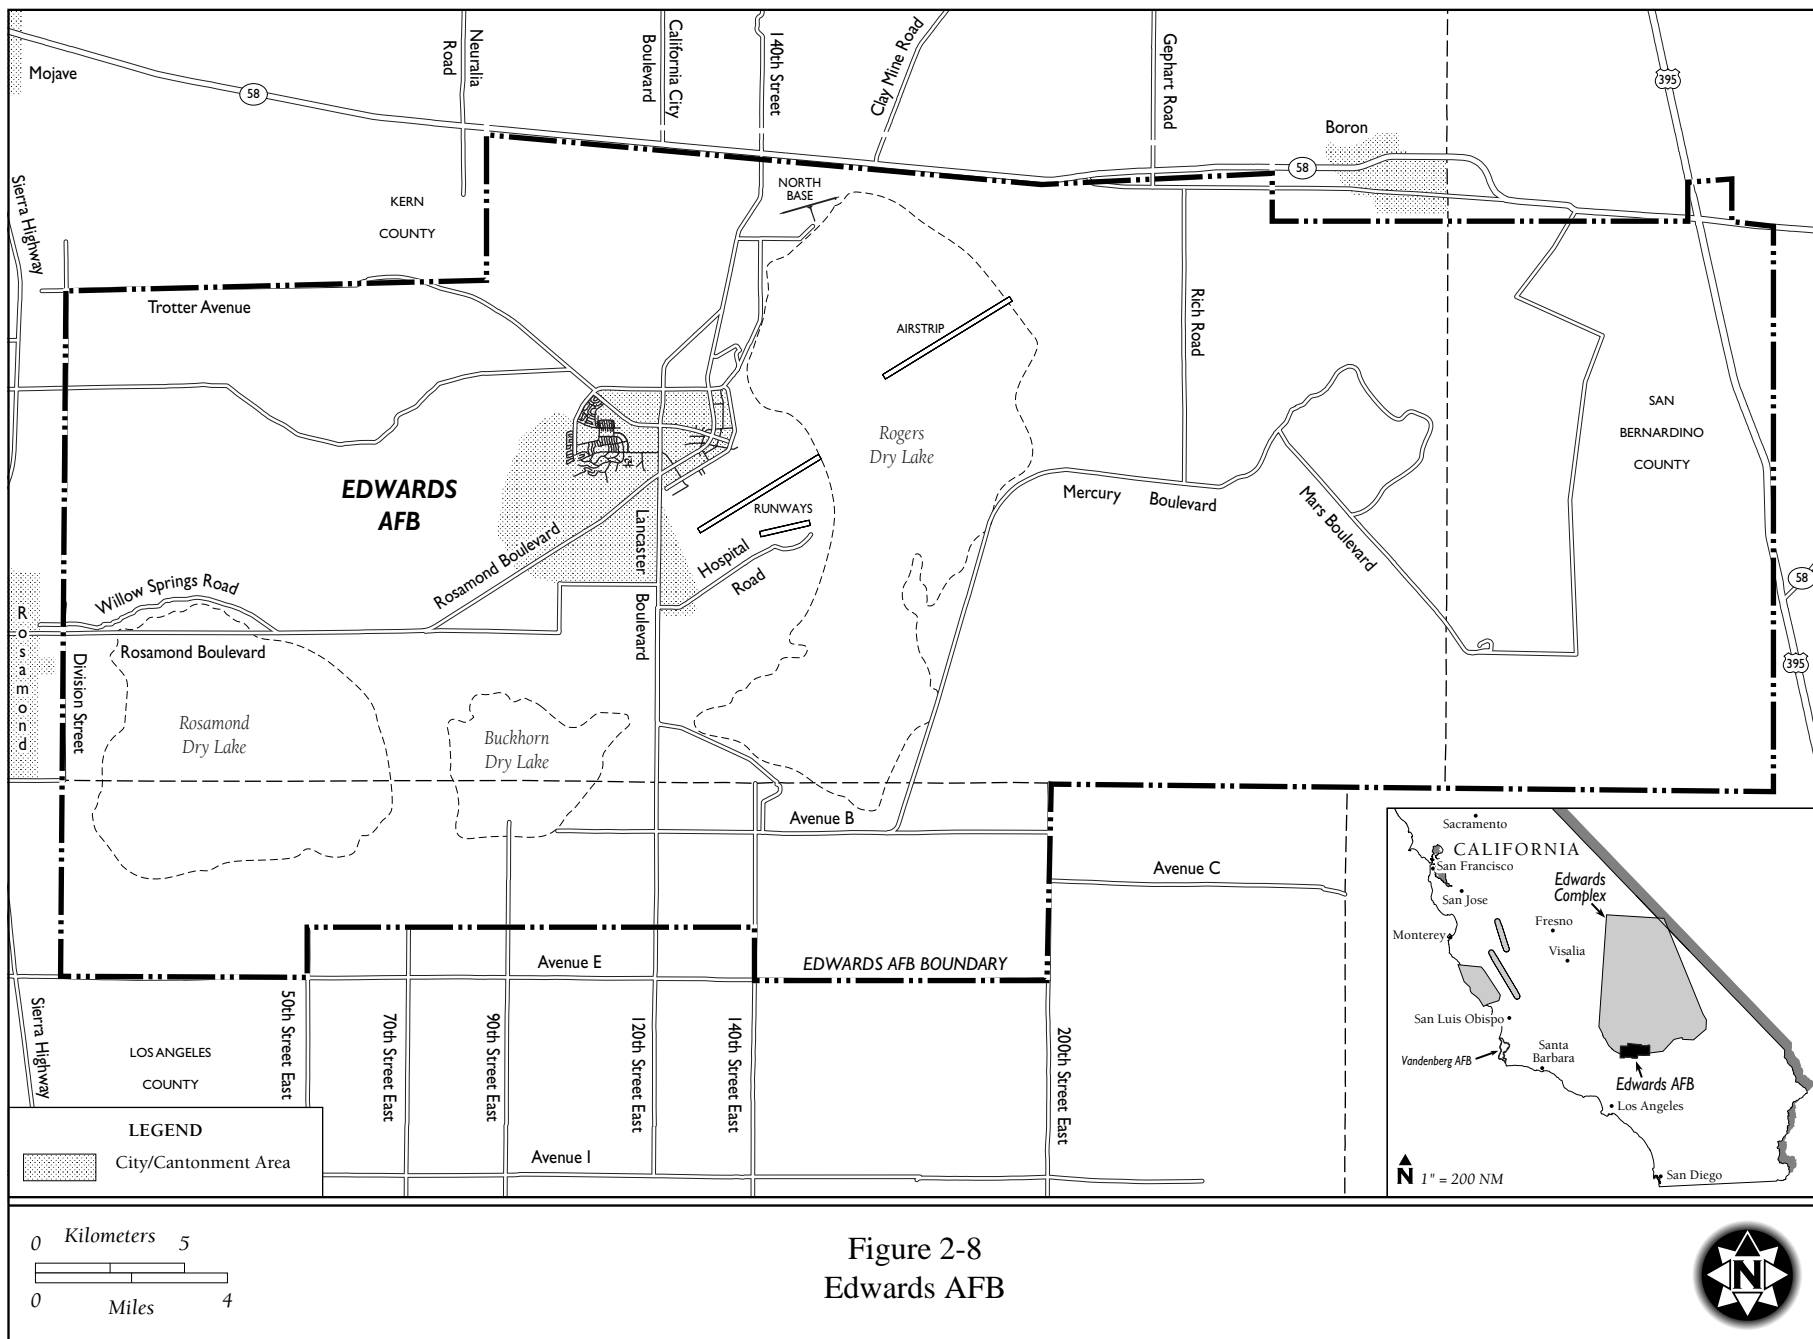 Mojave
58
Neuralia
Road
California City
Boulevard
140th Street
Clay Mine Road
Gephart Road
395
Boron
58
Sierra Highway
KERN
COUNTY
NORTH
BASE
Trotter Avenue
AIRSTRIP
Rich Road
SAN
BERNARDINO
COUNTY
Rogers
Dry Lake
EDWARDS
AFB
Mercury Boulevard
Mars Boulevard
RUNWAYS
Lancaster Boulevard
Hospital
Road
Rosamond Boulevard
Willow Springs Road
58
Rosamond
Rosamond Boulevard
Division Street
395
Rosamond
Dry Lake
Buckhorn
Dry Lake
Avenue B
Avenue C
Avenue E
EDWARDS AFB BOUNDARY
Sierra Highway
LOS ANGELES
COUNTY
50th Street East
70th Street East
90th Street East
120th Street East
140th Street East
200th Street East
Avenue I
LEGEND
City/Cantonment Area
Sacramento
CALIFORNIA
San Francisco
Edwards
Complex
San Jose
Fresno
Monterey
Visalia
San Luis Obispo
Santa
Barbara
Vandenberg AFB
Edwards AFB
Los Angeles
San Diego
N 1" = 200 NM
0 Kilometers 5
0 Miles 4
Figure 2-8
Edwards AFB
N